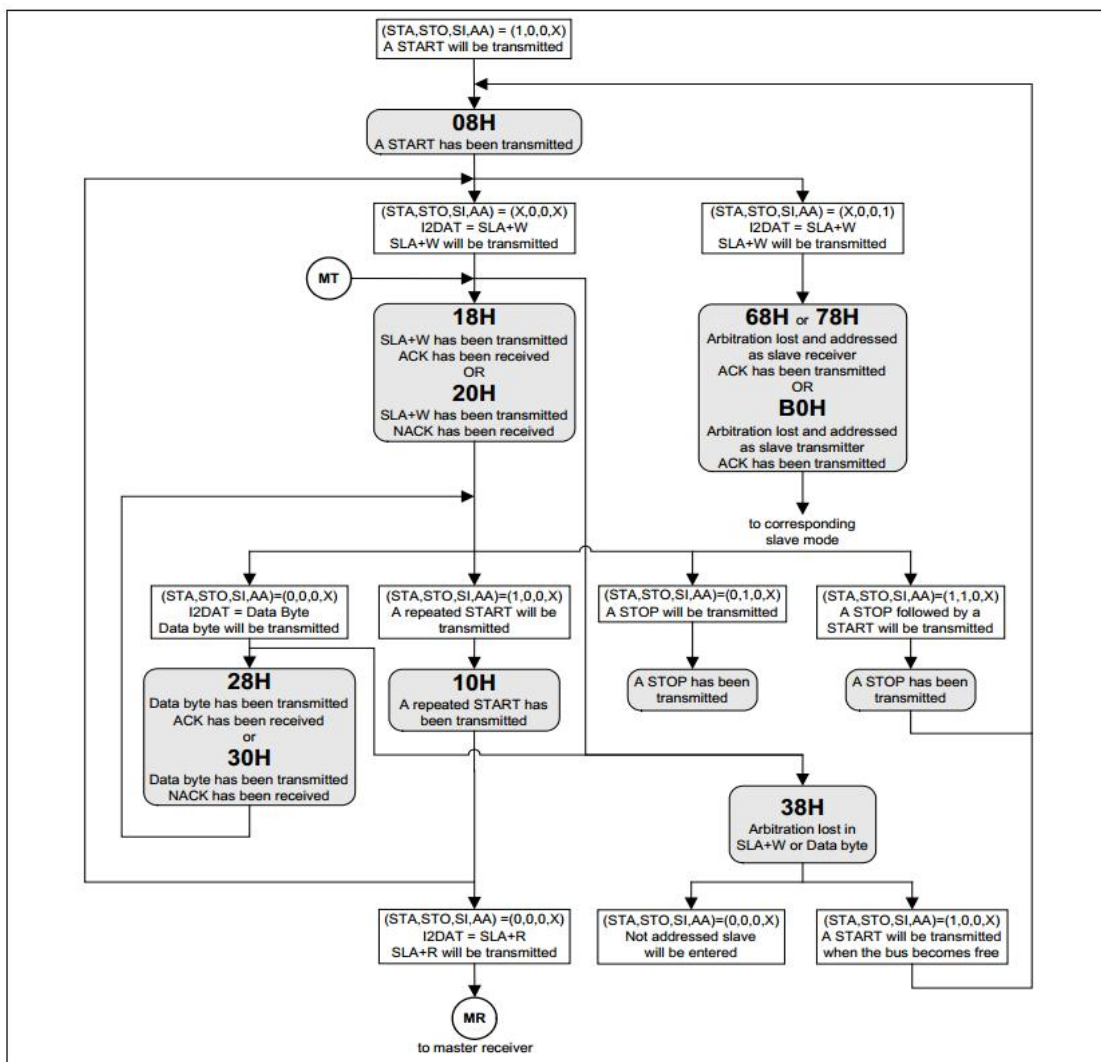 (STA,STO,SI,AA) = (1,0,0,X)
A START will be transmitted
08H
A START has been transmitted
(STA,STO,SI,AA) = (X,0,0,X)
I2DAT = SLA+W
SLA+W will be transmitted
(STA,STO,SI,AA) = (X,0,0,1)
I2DAT = SLA+W
SLA+W will be transmitted
MT
18H
SLA+W has been transmitted
ACK has been received
OR
20H
SLA+W has been transmitted
NACK has been received
68H or 78H
Arbitration lost and addressed
as slave receiver
ACK has been transmitted
OR
B0H
Arbitration lost and addressed
as slave transmitter
ACK has been transmitted
to corresponding
slave mode
(STA,STO,SI,AA)=(0,0,0,X)
I2DAT = Data Byte
Data byte will be transmitted
(STA,STO,SI,AA)=(1,0,0,X)
A repeated START will be
transmitted
(STA,STO,SI,AA)=(0,1,0,X)
A STOP will be transmitted
(STA,STO,SI,AA)=(1,1,0,X)
A STOP followed by a
START will be transmitted
28H
Data byte has been transmitted
ACK has been received
or
30H
Data byte has been transmitted
NACK has been received
10H
A repeated START has
been transmitted
A STOP has been
transmitted
A STOP has been
transmitted
38H
Arbitration lost in
SLA+W or Data byte
(STA,STO,SI,AA) =(0,0,0,X)
I2DAT = SLA+R
SLA+R will be transmitted
(STA,STO,SI,AA)=(0,0,0,X)
Not addressed slave
will be entered
(STA,STO,SI,AA)=(1,0,0,X)
A START will be transmitted
when the bus becomes free
MR
to master receiver